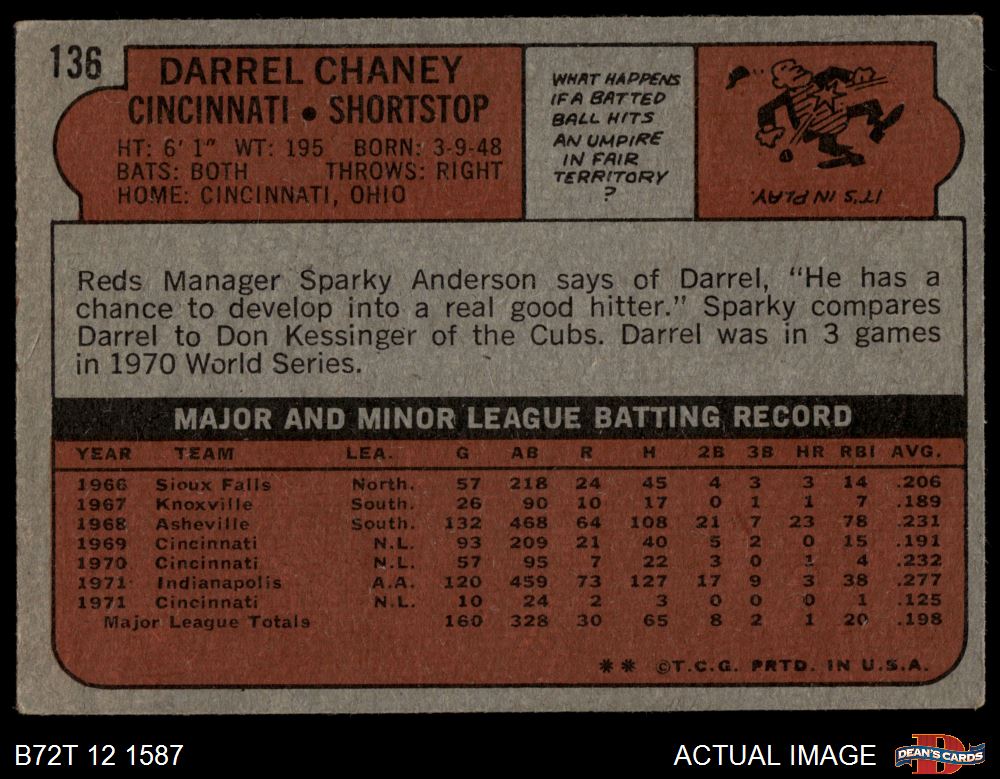 136
DARREL CHANEY
CINCINNATI • SHORTSTOP
HT: 6' 1" WT: 195 BORN: 3-9-48
BATS: BOTH THROWS: RIGHT
HOME: CINCINNATI, OHIO
WHAT HAPPENS
IF A BATTED
BALL HITS
AN UMPIRE
IN FAIR
TERRITORY
?
IT'S IN PLAY.
Reds Manager Sparky Anderson says of Darrel, "He has a
chance to develop into a real good hitter." Sparky compares
Darrel to Don Kessinger of the Cubs. Darrel was in 3 games
in 1970 World Series.
MAJOR AND MINOR LEAGUE BATTING RECORD
YEAR TEAM LEA. G AB R H 2B 3B HR RBI AVG.
1966 Sioux Falls North. 57 218 24 45 4 3 3 14 .206
1967 Knoxville South. 26 90 10 17 0 1 1 7 .189
1968 Asheville South. 132 468 64 108 21 7 23 78 .231
1969 Cincinnati N.L. 93 209 21 40 5 2 0 15 .191
1970 Cincinnati N.L. 57 95 7 22 3 0 1 4 .232
1971 Indianapolis A.A. 120 459 73 127 17 9 3 38 .277
1971 Cincinnati N.L. 10 24 2 3 0 0 0 1 .125
Major League Totals 160 328 30 65 8 2 1 20 .198
** ©T.C.G. PRTD. IN U.S.A.
B72T 12 1587 ACTUAL IMAGE DEAN'S CARDS